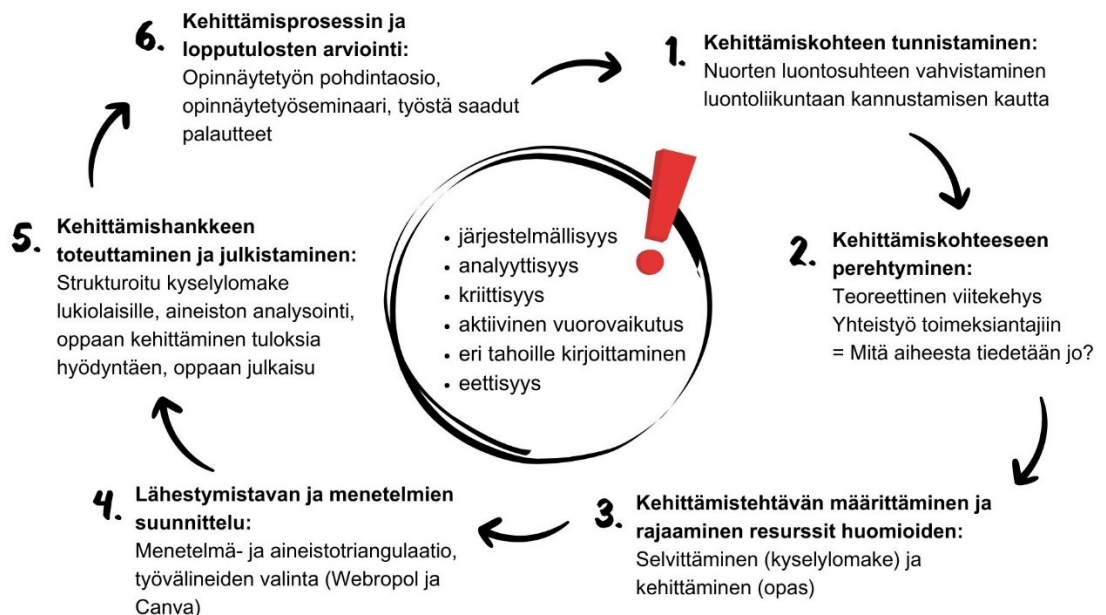 1. Kehittämiskohteen tunnistaminen:
Nuorten luontosuhteen vahvistaminen
luontoliikuntaan kannustamisen kautta
2. Kehittämiskohteeseen
perehtyminen:
Teoreettinen viitekehys
Yhteistyö toimeksiantajiin
= Mitä aiheesta tiedetään jo?
3. Kehittämistehtävän määrittäminen ja
rajaaminen resurssit huomioiden:
Selvittäminen (kyselylomake) ja
kehittäminen (opas)
4. Lähestymistavan ja menetelmien
suunnittelu:
Menetelmä- ja aineistotriangulaatio,
työvälineiden valinta (Webropol ja
Canva)
5. Kehittämishankkeen
toteuttaminen ja julkistaminen:
Strukturoitu kyselylomake
lukiolaisille, aineiston analysointi,
oppaan kehittäminen tuloksia
hyödyntäen, oppaan julkaisu
6. Kehittämisprosessin ja
lopputulosten arviointi:
Opinnäytetyön pohdintaosio,
opinnäytetyöseminaari, työstä saadut
palautteet
• järjestelmällisyys
• analyyttisyys
• kriittisyys
• aktiivinen vuorovaikutus
• eri tahoille kirjoittaminen
• eettisyys
!